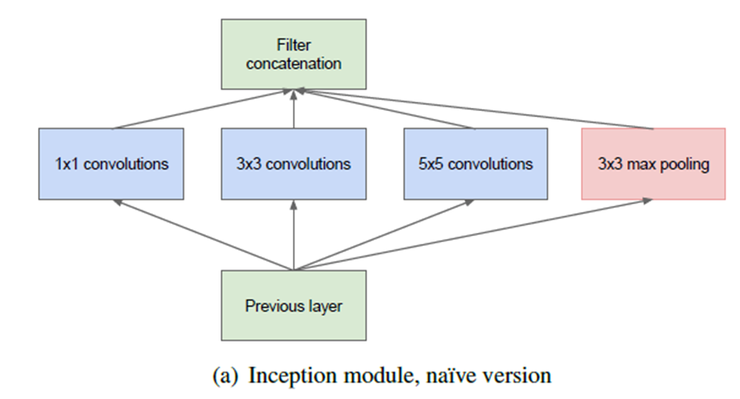 Filter
concatenation
1x1 convolutions
3x3 convolutions
5x5 convolutions
3x3 max pooling
Previous layer
(a) Inception module, naïve version